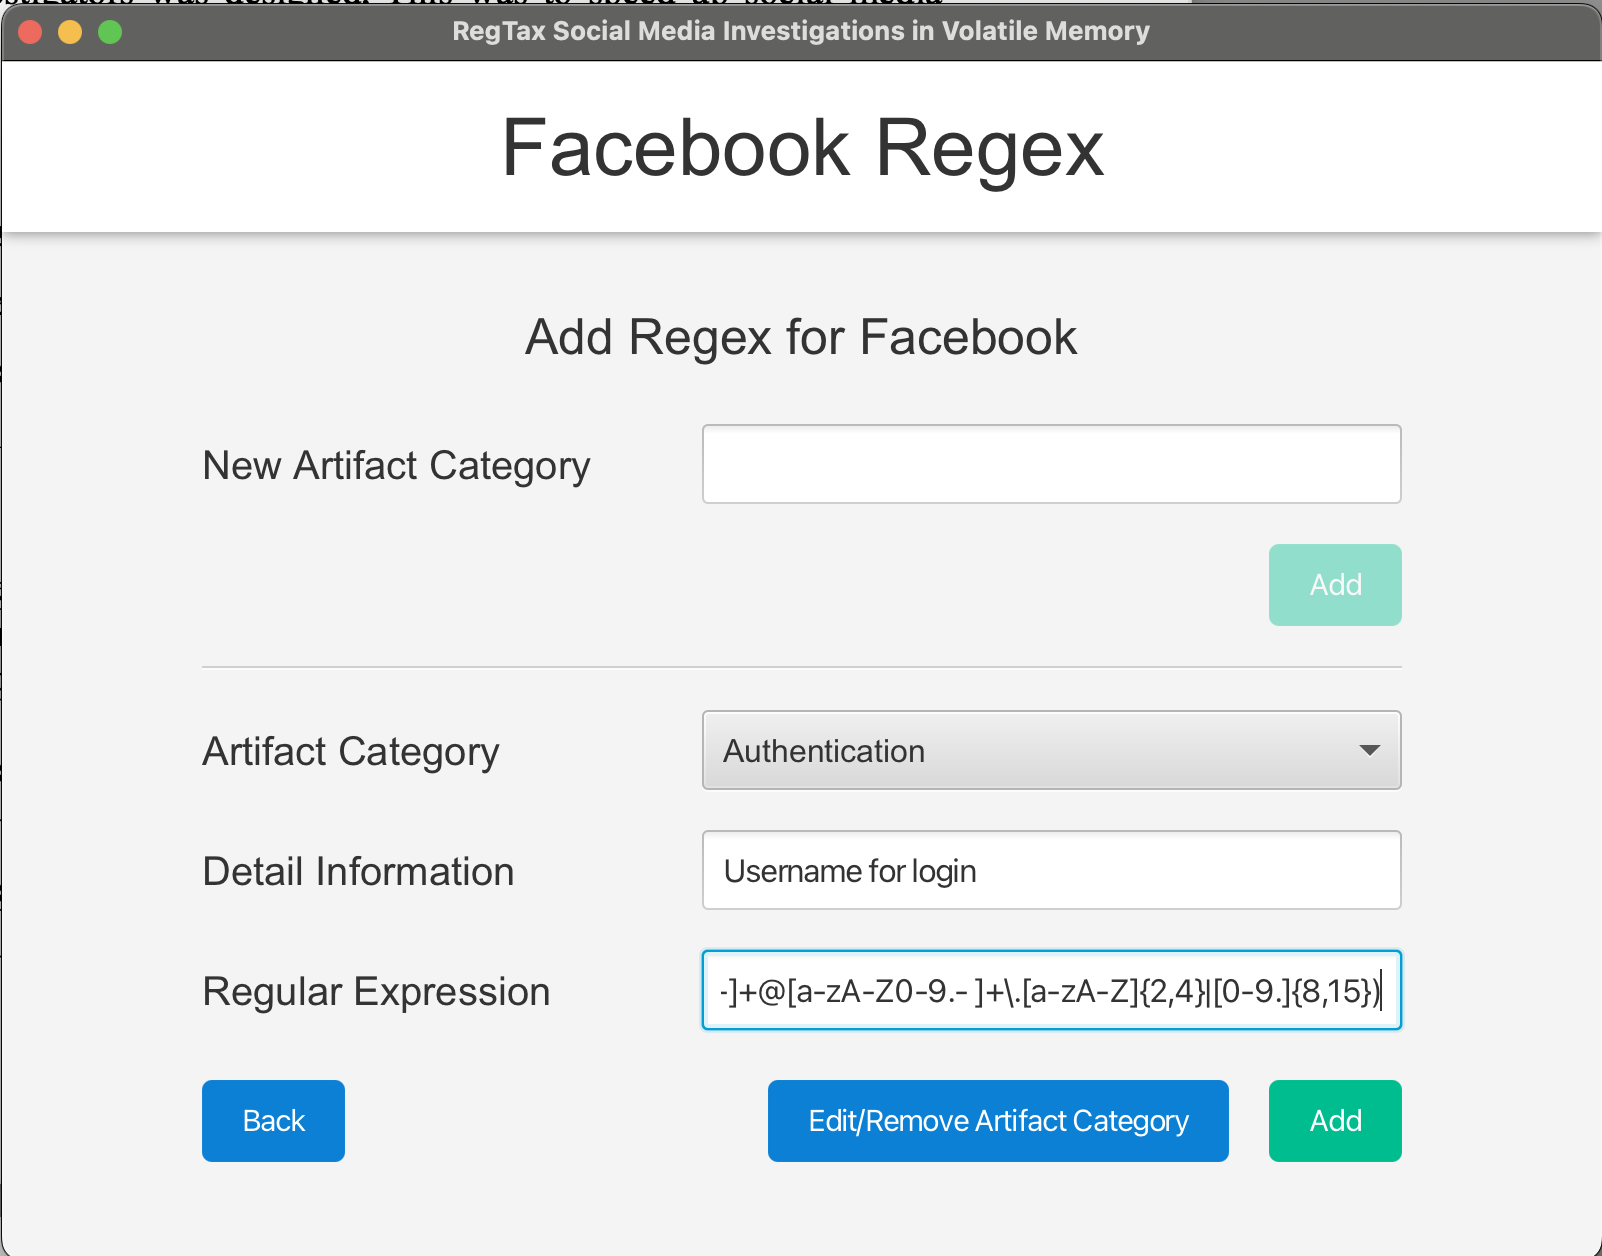 RegTax Social Media Investigations in Volatile Memory
Facebook Regex
Add Regex for Facebook
New Artifact Category
Add
Artifact Category
Authentication
Detail Information
Username for login
Regular Expression
-]+@[a-zA-Z0-9.- ]+\.[a-zA-Z]{2,4}|[0-9.]{8,15})
Back
Edit/Remove Artifact Category
Add